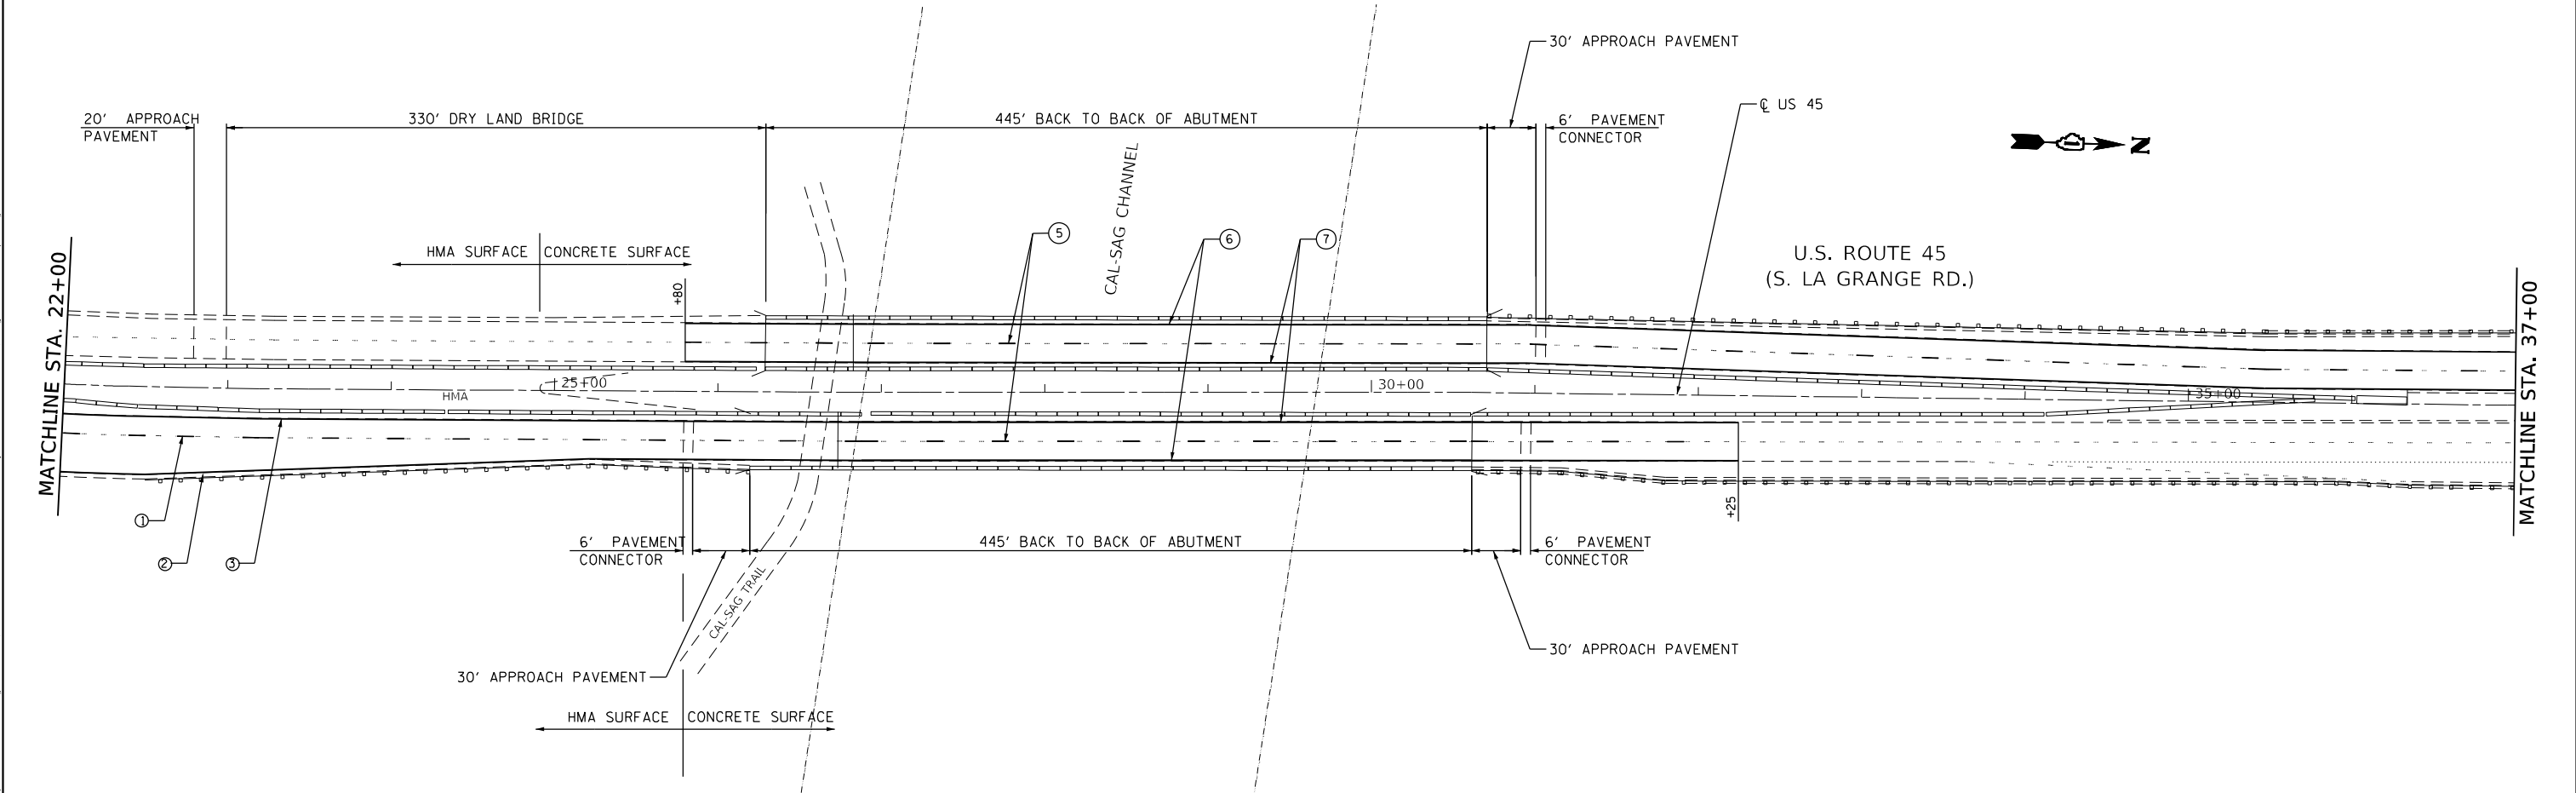 30' APPROACH PAVEMENT
℄ US 45
20' APPROACH
PAVEMENT
330' DRY LAND BRIDGE
445' BACK TO BACK OF ABUTMENT
6' PAVEMENT
CONNECTOR
N
CAL-SAG CHANNEL
5
6
7
HMA SURFACE
CONCRETE SURFACE
U.S. ROUTE 45
(S. LA GRANGE RD.)
+80
MATCHLINE STA. 22+00
MATCHLINE STA. 37+00
25+00
30+00
35+00
HMA
1
2
3
+25
6' PAVEMENT
CONNECTOR
445' BACK TO BACK OF ABUTMENT
6' PAVEMENT
CONNECTOR
CAL-SAG TRAIL
30' APPROACH PAVEMENT
30' APPROACH PAVEMENT
HMA SURFACE
CONCRETE SURFACE